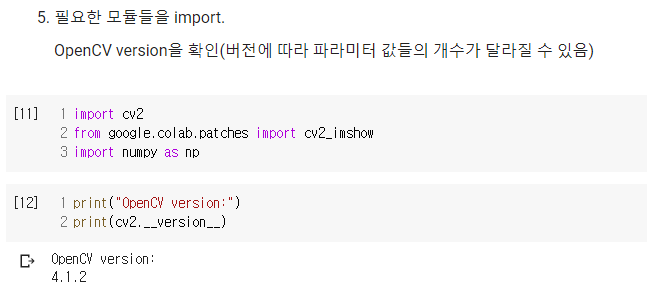 5. 필요한 모듈들을 import.
OpenCV version을 확인(버전에 따라 파라미터 값들의 개수가 달라질 수 있음)
[11] 1 import cv2
2 from google.colab.patches import cv2_imshow
3 import numpy as np
[12] 1 print("OpenCV version:")
2 print(cv2.__version__)
OpenCV version:
4.1.2